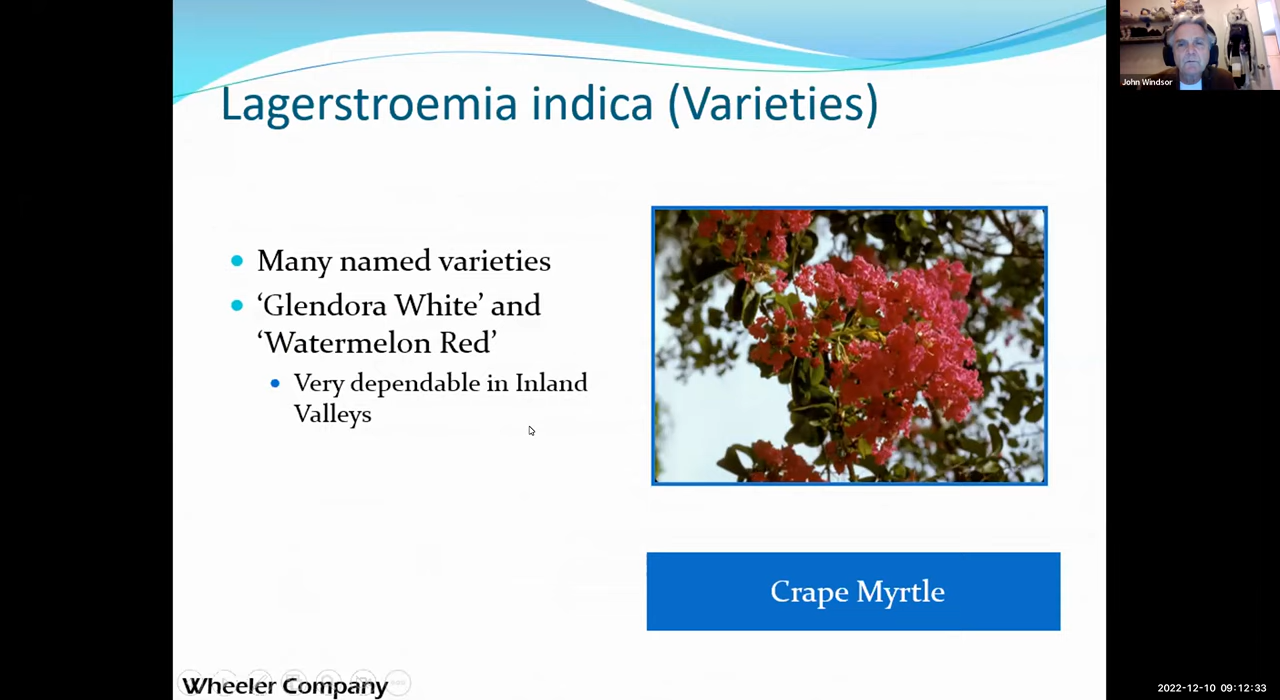 John Windsor
Lagerstroemia indica (Varieties)
Many named varieties
‘Glendora White’ and
‘Watermelon Red’
Very dependable in Inland
Valleys
Crape Myrtle
Wheeler Company
2022-12-10 09:12:33